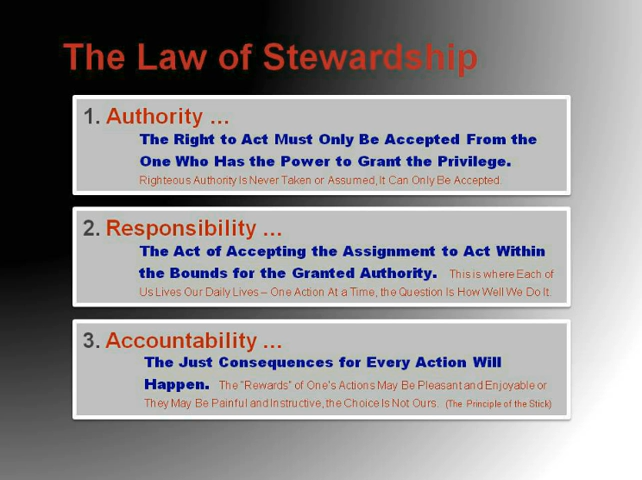 The Law of Stewardship
1. Authority ...
The Right to Act Must Only Be Accepted From the
One Who Has the Power to Grant the Privilege.
Righteous Authority Is Never Taken or Assumed, It Can Only Be Accepted.
2. Responsibility ...
The Act of Accepting the Assignment to Act Within
the Bounds for the Granted Authority. This is where Each of
Us Lives Our Daily Lives – One Action At a Time, the Question Is How Well We Do It.
3. Accountability ...
The Just Consequences for Every Action Will
Happen. The "Rewards" of One's Actions May Be Pleasant and Enjoyable or
They May Be Painful and Instructive, the Choice Is Not Ours. (The Principle of the Stick)